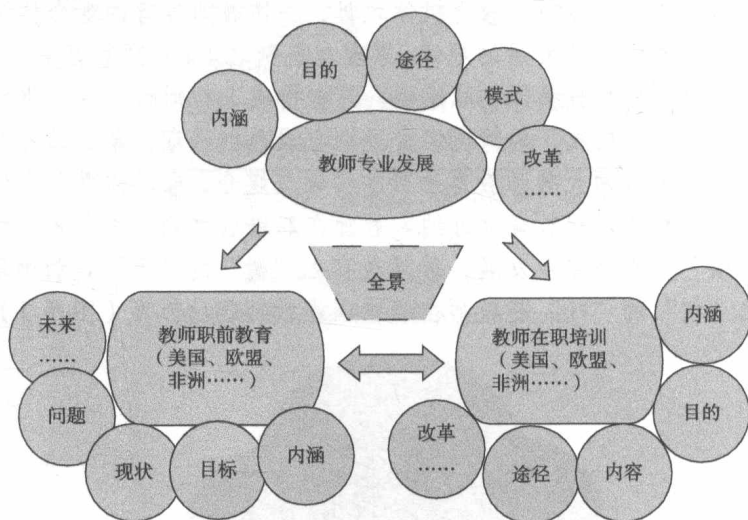 目的
途径
内涵
模式
教师专业发展
改革
……
全景
未来
……
教师职前教育
（美国、欧盟、
非洲……）
问题
现状
目标
内涵
教师在职培训
（美国、欧盟、
非洲……）
内涵
目的
改革
……
途径
内容